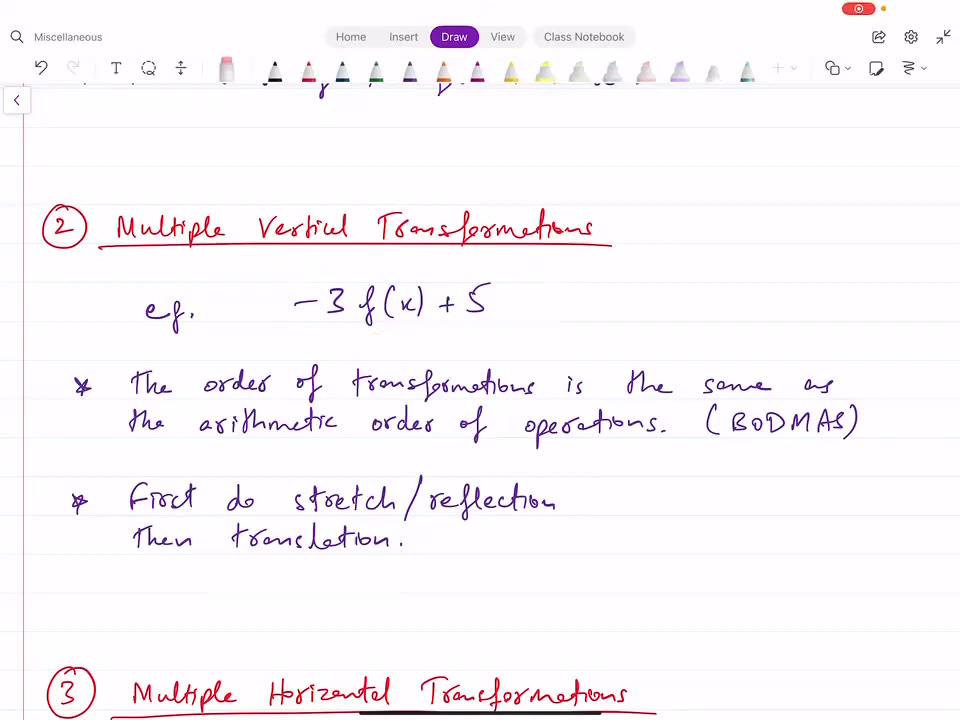 Miscellaneous
Home Insert Draw View Class Notebook
② Multiple Vertical Transformations
eg. -3 f(x) + 5
* The order of transformations is the same as
the arithmetic order of operations. (BODMAS)
* First do stretch/reflection
then translation.
③ Multiple Horizontal Transformations